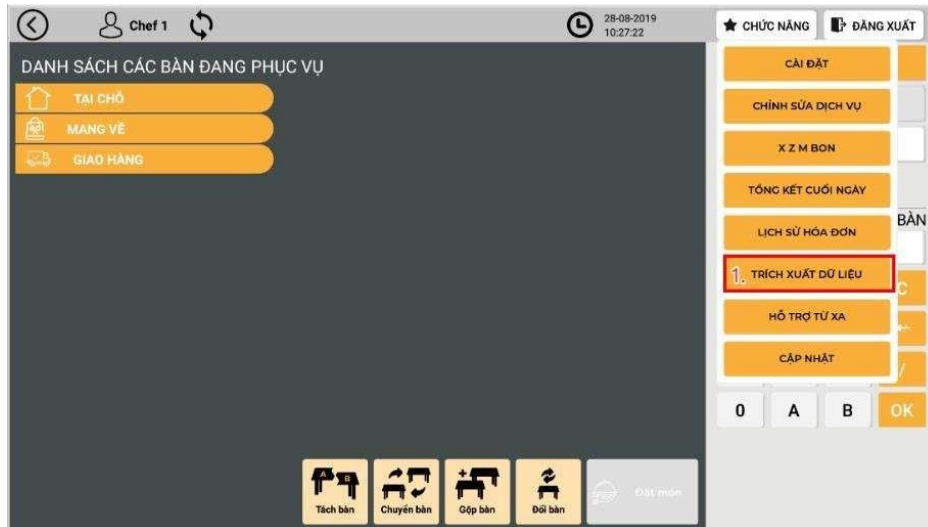 Chef 1
28-08-2019
10:27:22
CHỨC NĂNG
ĐĂNG XUẤT
DANH SÁCH CÁC BÀN ĐANG PHỤC VỤ
TẠI CHỖ
MANG VỀ
GIAO HÀNG
CÀI ĐẶT
CHỈNH SỬA DỊCH VỤ
X Z M BON
TỔNG KẾT CUỐI NGÀY
LỊCH SỬ HÓA ĐƠN
1. TRÍCH XUẤT DỮ LIỆU
HỖ TRỢ TỪ XA
CẬP NHẬT
BÀN
C
0 A B OK
A B
Tách bàn
Chuyển bàn
Gộp bàn
Đổi bàn
Đặt món